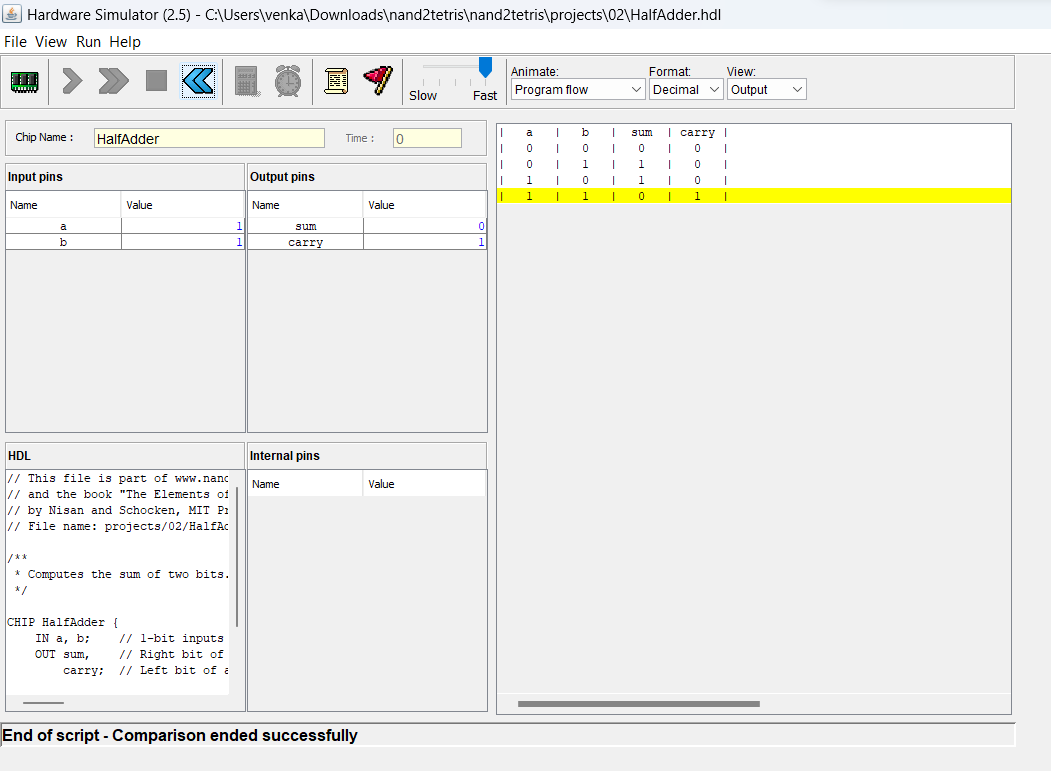 Hardware Simulator (2.5) - C:\Users\venka\Downloads\nand2tetris\nand2tetris\projects\02\HalfAdder.hdl
File View Run Help
Slow Fast
Animate: Format: View:
Program flow Decimal Output
Chip Name : HalfAdder Time : 0
Input pins
Name Value
a 1
b 1
Output pins
Name Value
sum 0
carry 1
HDL
// This file is part of www.nand
// and the book "The Elements of
// by Nisan and Schocken, MIT Pr
// File name: projects/02/HalfAd
/**
* Computes the sum of two bits.
*/
CHIP HalfAdder {
IN a, b; // 1-bit inputs
OUT sum, // Right bit of
carry; // Left bit of a
Internal pins
Name Value
| a | b | sum | carry |
| 0 | 0 | 0 | 0 |
| 0 | 1 | 1 | 0 |
| 1 | 0 | 1 | 0 |
| 1 | 1 | 0 | 1 |
End of script - Comparison ended successfully